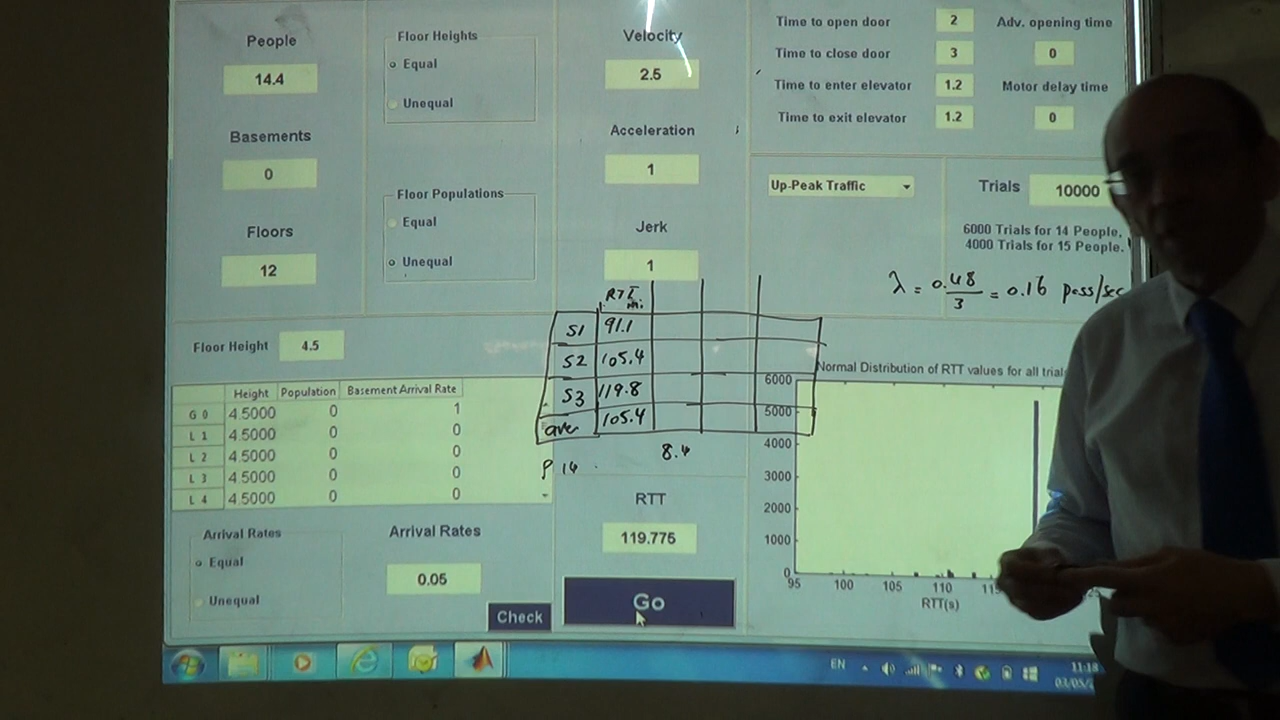 People
14.4
Basements
0
Floors
12
Floor Heights
Equal
Unequal
Floor Populations
Equal
Unequal
Velocity
2.5
Acceleration
1
Jerk
1
Time to open door 2
Time to close door 3
Time to enter elevator 1.2
Time to exit elevator 1.2
Adv. opening time
0
Motor delay time
0
Up-Peak Traffic
Trials 10000
6000 Trials for 14 People.
4000 Trials for 15 People.
λ = 0.48/3 = 0.16 pass/sec
RTT
S1 91.1
S2 105.4
S3 119.8
ave 105.4
8.4
Floor Height 4.5
Height Population Basement Arrival Rate
G 0 4.5000 0 1
L 1 4.5000 0 0
L 2 4.5000 0 0
L 3 4.5000 0 0
L 4 4.5000 0 0
Arrival Rates
Equal
Unequal
Arrival Rates
0.05
Check
RTT
119.775
Go
Normal Distribution of RTT values for all
6000
5000
4000
3000
2000
1000
0
95 100 105 110
RTT(s)
EN
11:18